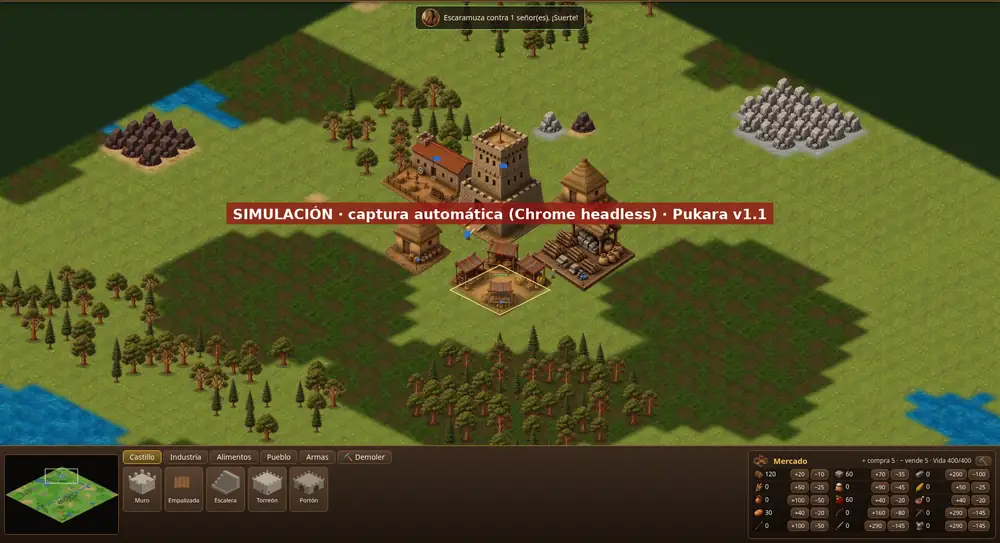 Escaramuza contra 1 señor(es). ¡Suerte!
SIMULACIÓN · captura automática (Chrome headless) · Pukara v1.1
Castillo Industria Alimentos Pueblo Armas Demoler
Muro Empalizada Escalera Torreón Portón
Mercado + compra 5 · − vende 5 · Vida 400/400
120 +20 −10 60 +70 −35 0 +200 −100
0 +50 −25 0 +90 −45 0 +50 −25
0 +100 −50 60 +40 −20 0 +40 −20
30 +40 −20 0 +160 −80 0 +290 −145
0 +100 −50 0 +290 −145 0 +290 −145